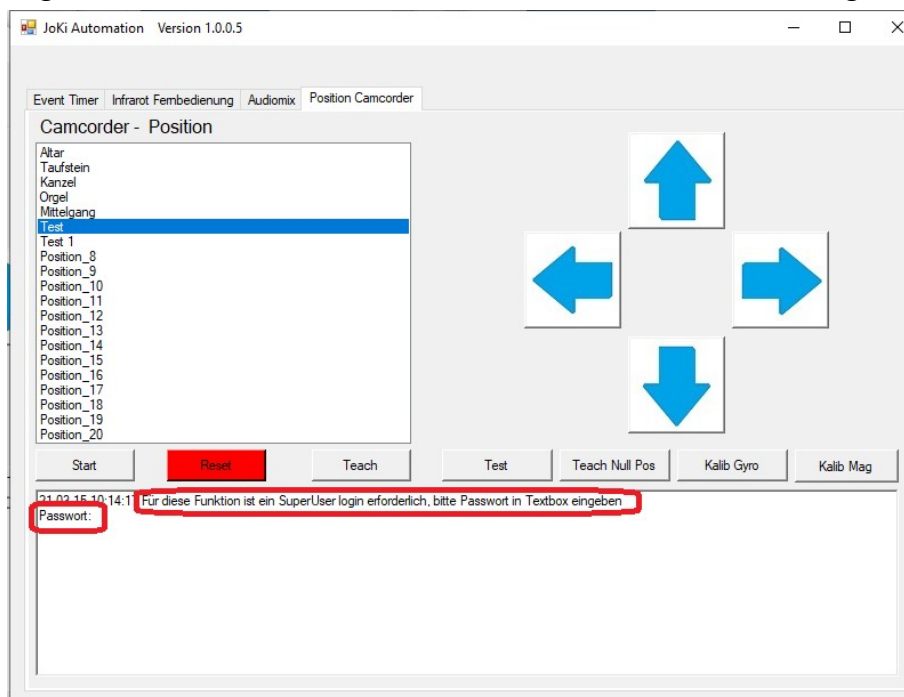 JoKi Automation Version 1.0.0.5
Event Timer Infrarot Fernbedienung Audiomix Position Camcorder
Camcorder - Position
Altar
Taufstein
Kanzel
Orgel
Mittelgang
Test
Test 1
Position_8
Position_9
Position_10
Position_11
Position_12
Position_13
Position_14
Position_15
Position_16
Position_17
Position_18
Position_19
Position_20
Start Reset Teach Test Teach Null Pos Kalib Gyro Kalib Mag
Für diese Funktion ist ein SuperUser login erforderlich, bitte Passwort in Textbox eingeben
Passwort: